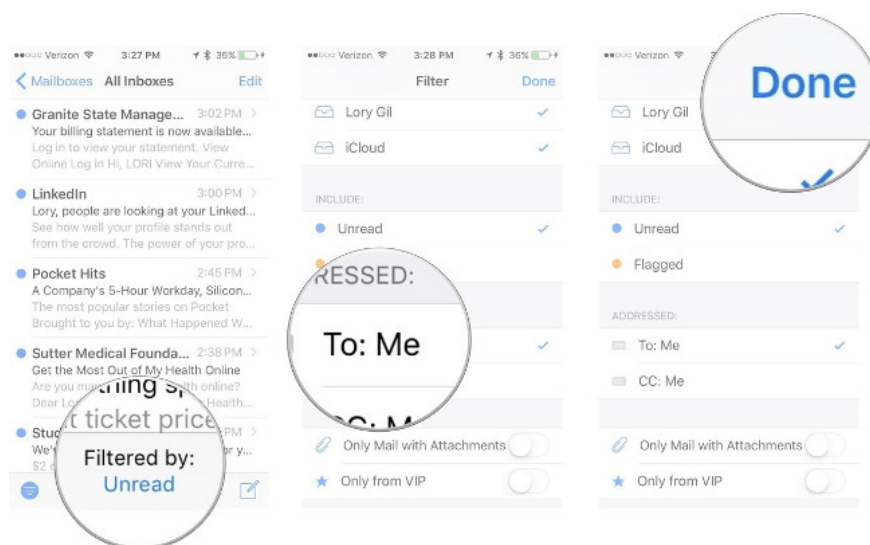 Verizon 3:27 PM 35%
Mailboxes All Inboxes Edit
Granite State Manage... 3:02 PM
Your billing statement is now available...
Log in to view your statement. View
Online Log in Hi, LORI View Your Curre...
LinkedIn 3:00 PM
Lory, people are looking at your Linked...
See how well your profile stands out
from the crowd. The power of your pro...
Pocket Hits 2:45 PM
A Company's 5-Hour Workday, Silicon...
The most popular stories on Pocket
Brought to you by: What Happened W...
Sutter Medical Founda... 2:38 PM
Get the Most Out of My Health Online
Are you
online?
Dear
Health...
PM
We'
$2
t ticket price
Filtered by:
Unread
Verizon 3:28 PM 36%
Filter Done
Lory Gil
iCloud
INCLUDE:
Unread
RESSED:
To: Me
Only Mail with Attachments
Only from VIP
Verizon
Done
Lory Gil
iCloud
INCLUDE:
Unread
Flagged
ADDRESSED:
To: Me
CC: Me
Only Mail with Attachments
Only from VIP